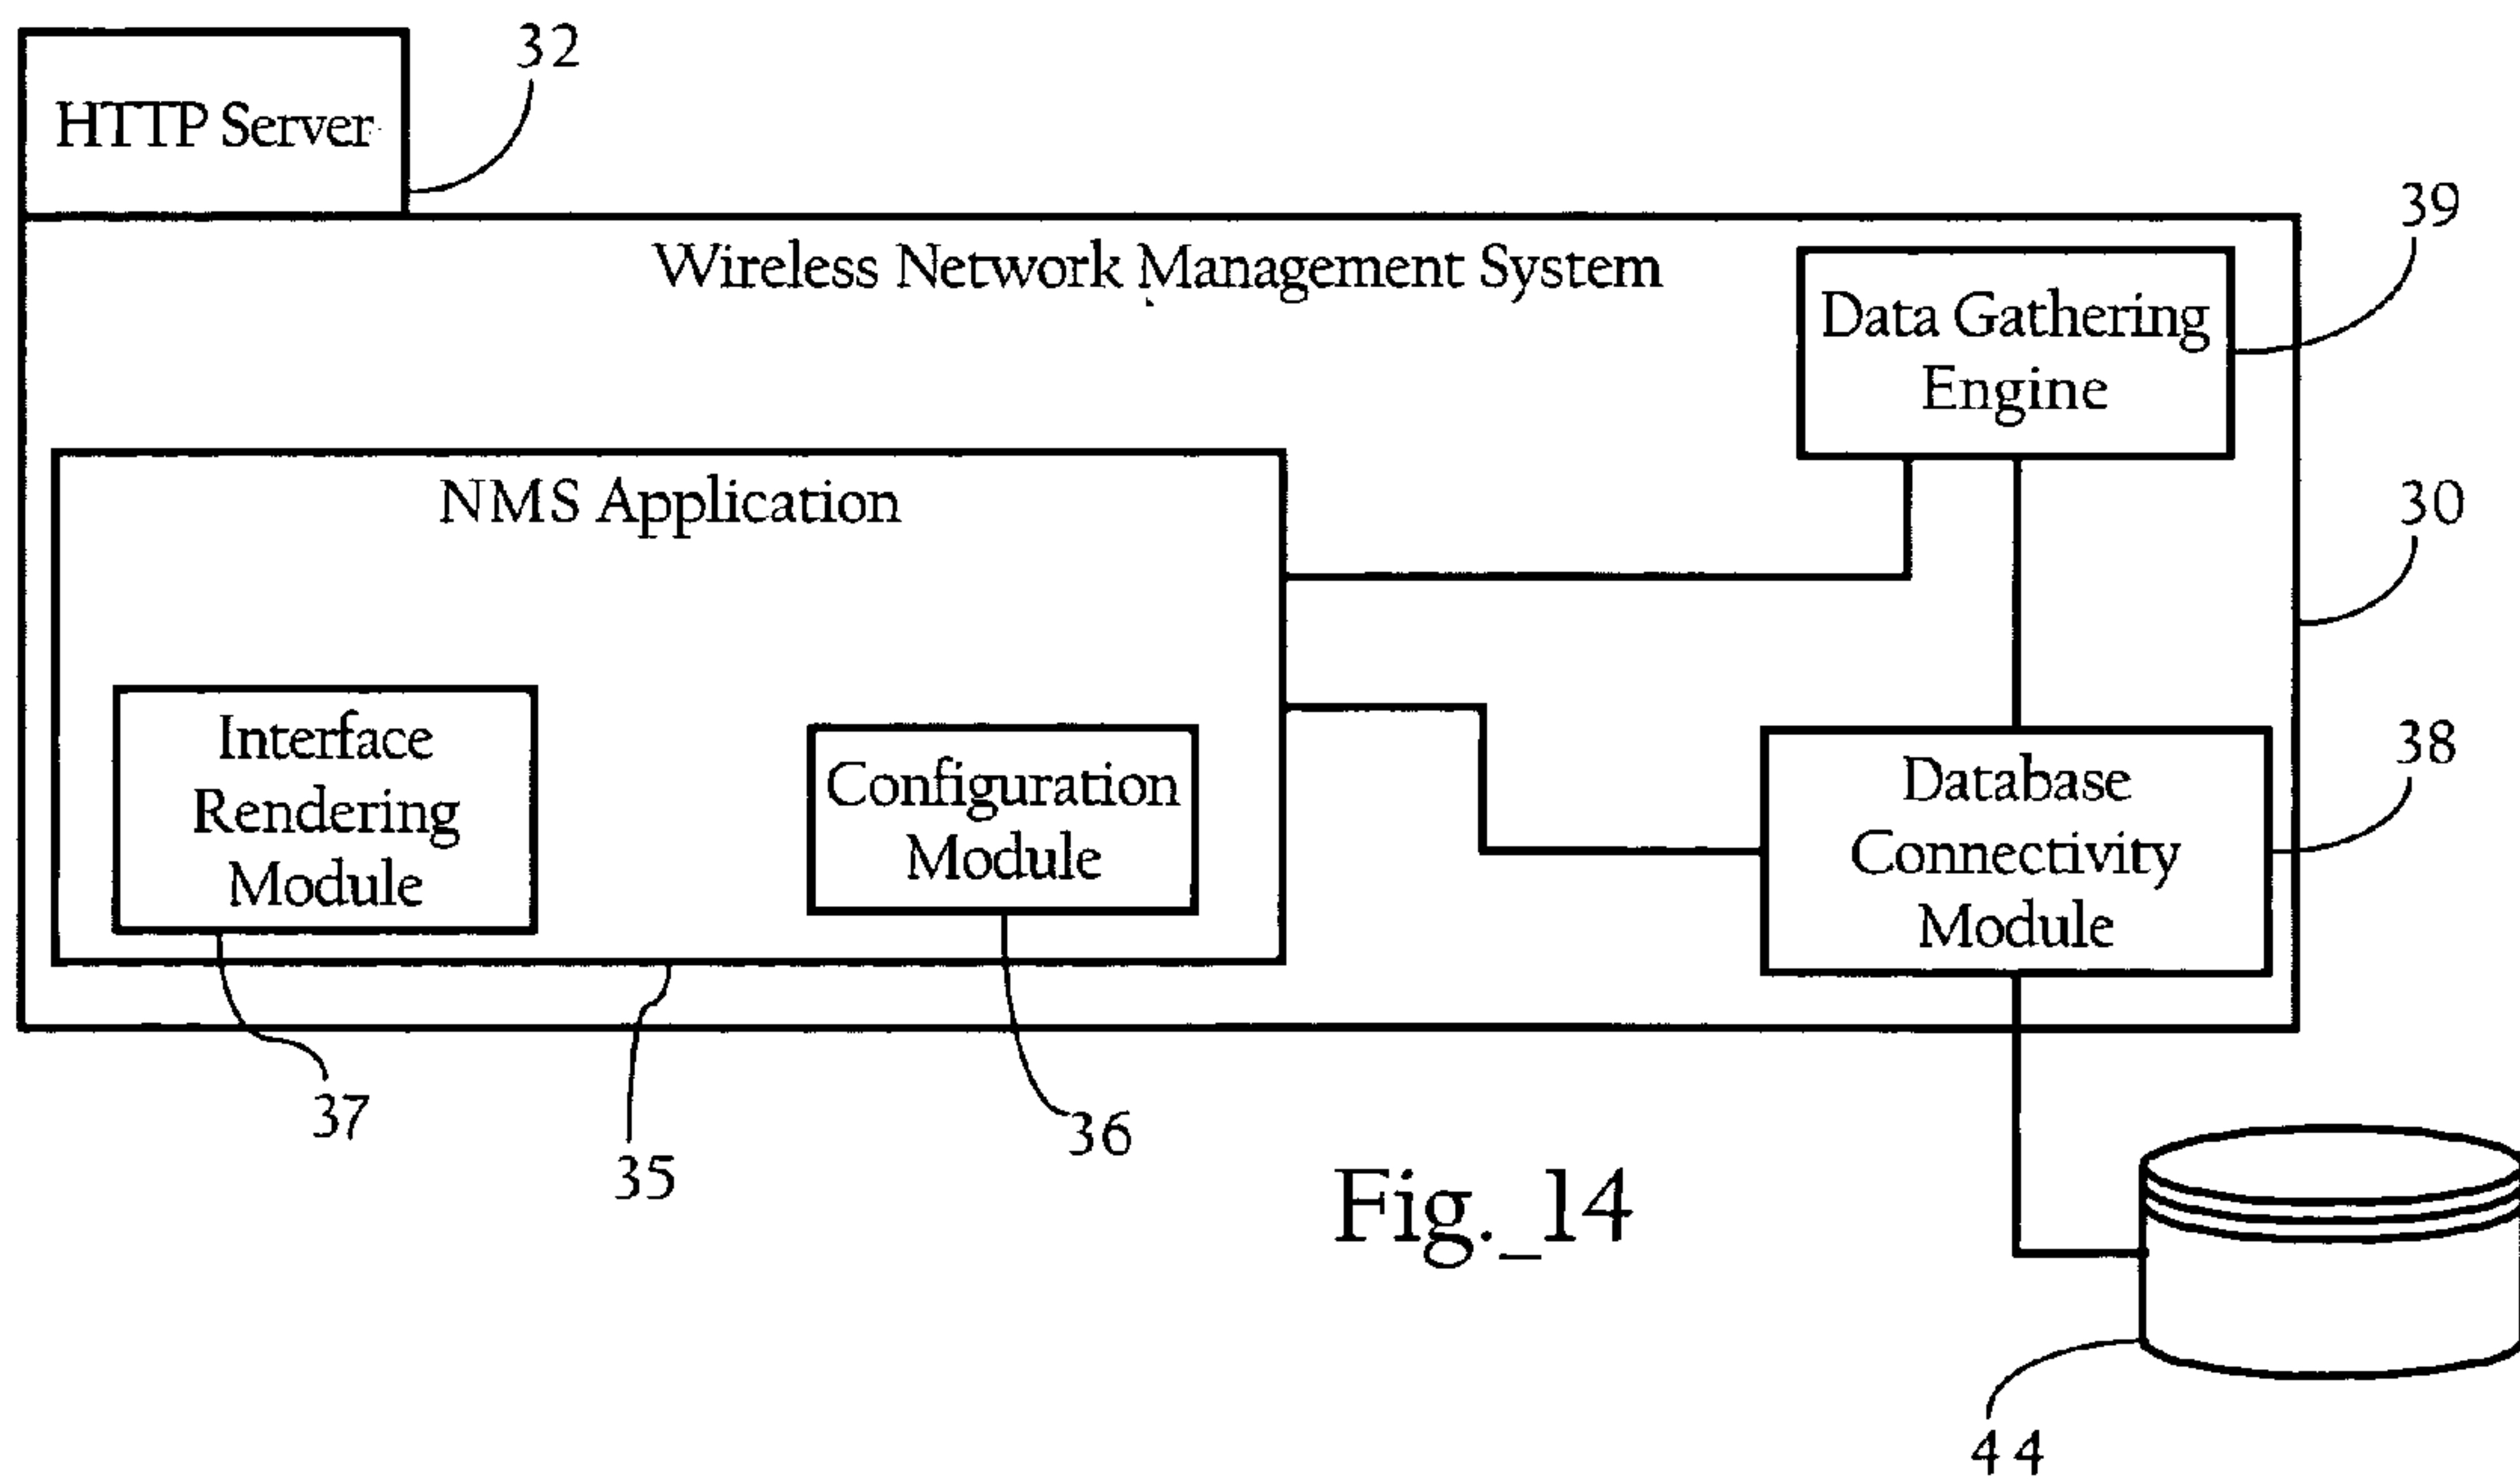 32
HTTP Server
39
Wireless Network Management System
Data Gathering
Engine
NMS Application
30
Interface
Rendering
Module
Configuration
Module
38
Database
Connectivity
Module
37
35
36
Fig._14
44